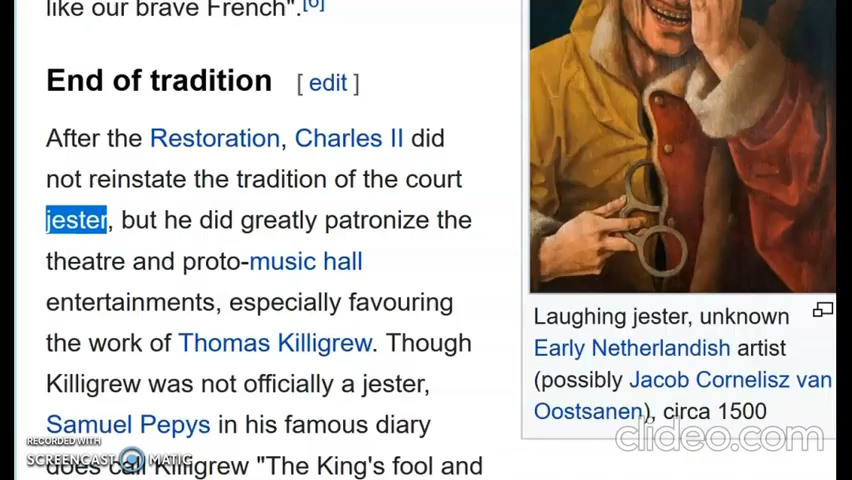 like our brave French".[6]
End of tradition [ edit ]
After the Restoration, Charles II did
not reinstate the tradition of the court
jester, but he did greatly patronize the
theatre and proto-music hall
entertainments, especially favouring
the work of Thomas Killigrew. Though
Killigrew was not officially a jester,
Samuel Pepys in his famous diary
does call Killigrew "The King's fool and
Laughing jester, unknown
Early Netherlandish artist
(possibly Jacob Cornelisz van
Oostsanen), circa 1500
RECORDED WITH
SCREENCAST MATIC
clideo.com